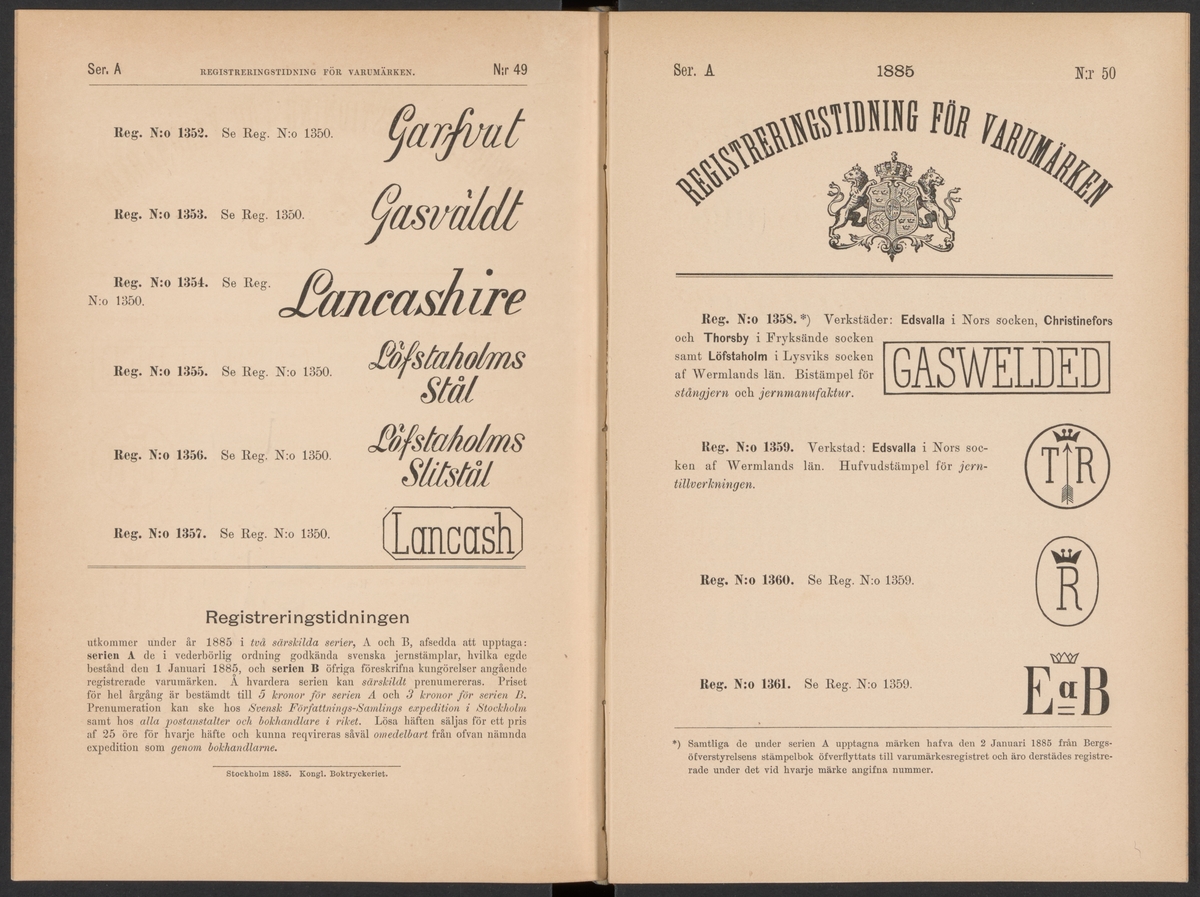 Ser. A REGISTRERINGSTIDNING FÖR VARUMÄRKEN. N:r 49
Reg. N:o 1352. Se Reg. N:o 1350. Garfvut
Reg. N:o 1353. Se Reg. 1350. Gasväldt
Reg. N:o 1354. Se Reg.
N:o 1350.
Lancashire
Reg. N:o 1355. Se Reg. N:o 1350.
Löfstaholms
Stål
Reg. N:o 1356. Se Reg. N:o 1350.
Löfstaholms
Slitstål
Reg. N:o 1357. Se Reg. N:o 1350. Lancash
Registreringstidningen
utkommer under år 1885 i två särskilda serier, A och B, afsedda att upptaga:
serien A de i vederbörlig ordning godkända svenska jernstämplar, hvilka egde
bestånd den 1 Januari 1885, och serien B öfriga föreskrifna kungörelser angående
registrerade varumärken. Å hvardera serien kan särskildt prenumereras. Priset
för hel årgång är bestämdt till 5 kronor för serien A och 3 kronor för serien B.
Prenumeration kan ske hos Svensk Författnings-Samlings expedition i Stockholm
samt hos alla postanstalter och bokhandlare i riket. Lösa häften säljas för ett pris
af 25 öre för hvarje häfte och kunna reqvireras såväl omedelbart från ofvan nämnda
expedition som genom bokhandlarne.
Stockholm 1885. Kongl. Boktryckeriet.
Ser. A 1885 N:r 50
REGISTRERINGSTIDNING FÖR VARUMÄRKEN
Reg. N:o 1358.*) Verkstäder: Edsvalla i Nors socken, Christinefors
och Thorsby i Fryksände socken
samt Löfstaholm i Lysviks socken
af Wermlands län. Bistämpel för
stångjern och jernmanufaktur.
GASWELDED
Reg. N:o 1359. Verkstad: Edsvalla i Nors soc-
ken af Wermlands län. Hufvudstämpel för jern-
tillverkningen.
T R
Reg. N:o 1360. Se Reg. N:o 1359.
R
Reg. N:o 1361. Se Reg. N:o 1359.
E a B
*) Samtliga de under serien A upptagna märken hafva den 2 Januari 1885 från Bergs-
öfverstyrelsens stämpelbok öfverflyttats till varumärkesregistret och äro derstädes registre-
rade under det vid hvarje märke angifna nummer.